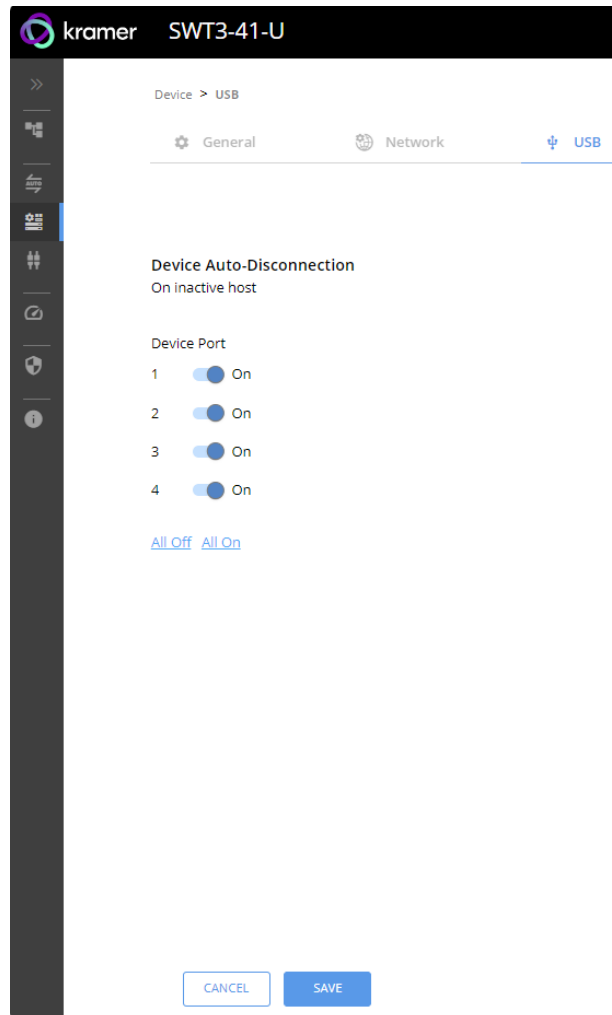 kramer SWT3-41-U
Device > USB
General Network USB
AUTO
Device Auto-Disconnection
On inactive host
Device Port
1 On
2 On
3 On
4 On
All Off All On
CANCEL SAVE